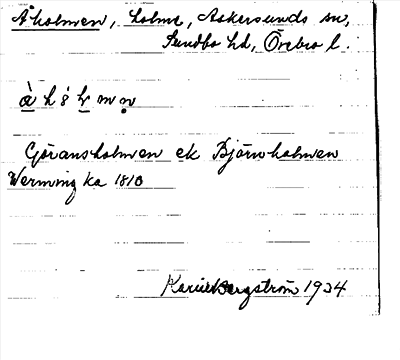 Åholmen, holme, Askersunds sn,
Sundbo hd, Örebro l.
Göransholmen ek Björnholmen
Werming ka 1810
Karin Bergström 1934